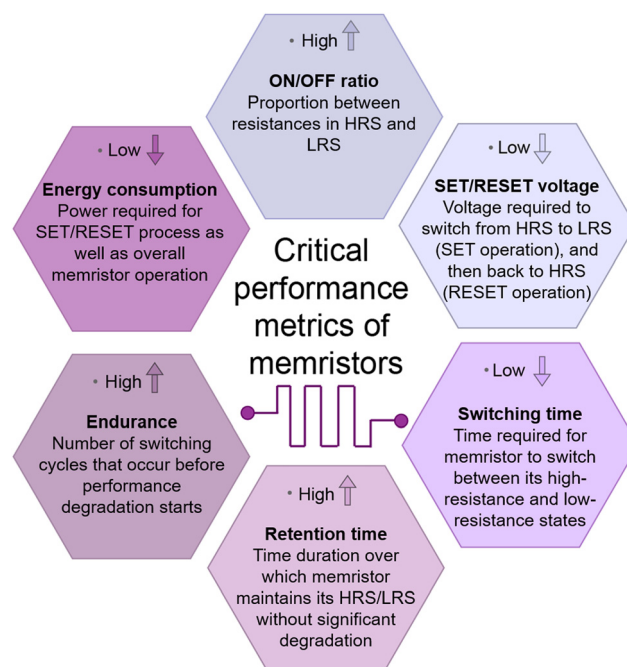 • High
ON/OFF ratio
Proportion between
resistances in HRS and
LRS
• Low
Energy consumption
Power required for
SET/RESET process as
well as overall
memristor operation
• Low
SET/RESET voltage
Voltage required to
switch from HRS to LRS
(SET operation), and
then back to HRS
(RESET operation)
Critical
performance
metrics of
memristors
• High
Endurance
Number of switching
cycles that occur before
performance
degradation starts
• Low
Switching time
Time required for
memristor to switch
between its high-
resistance and low-
resistance states
• High
Retention time
Time duration over
which memristor
maintains its HRS/LRS
without significant
degradation